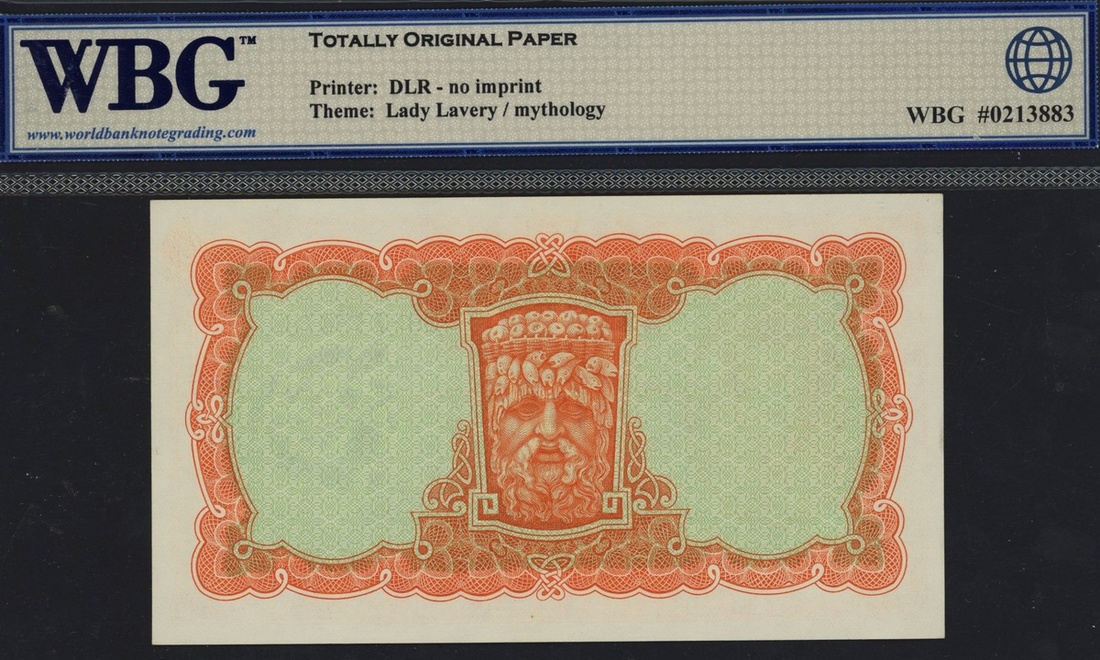 WBG™
www.worldbanknotegrading.com
TOTALLY ORIGINAL PAPER
Printer: DLR - no imprint
Theme: Lady Lavery / mythology
WBG #0213883